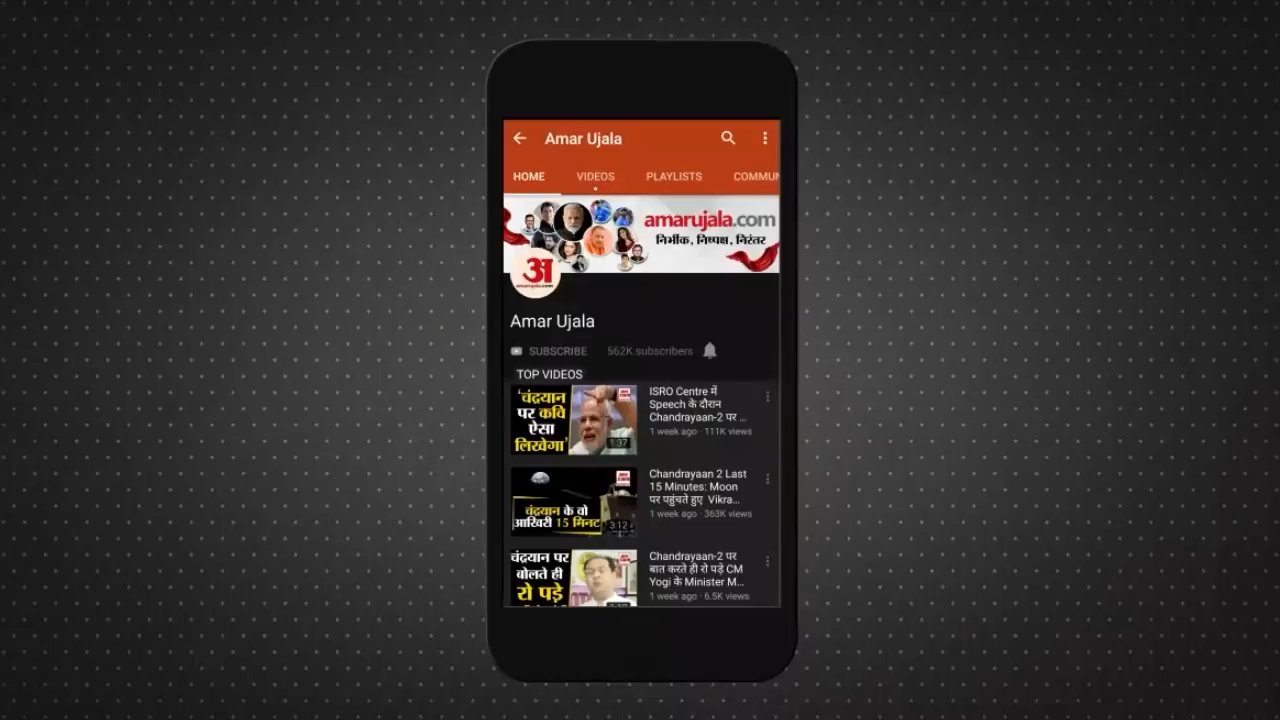 Amar Ujala
HOME VIDEOS PLAYLISTS COMMUN
amarujala.com
निर्भीक, निष्पक्ष, निरंतर
अ
amarujala.com
Amar Ujala
SUBSCRIBE 562K subscribers
TOP VIDEOS
'चंद्रयान
पर कवि
ऐसा
लिखेगा'
1:37
ISRO Centre में
Speech के दौरान
Chandrayaan-2 पर ...
1 week ago · 111K views
चंद्रयान के वो
आखिरी 15 मिनट
3:12
Chandrayaan 2 Last
15 Minutes: Moon
पर पहुंचते हुए Vikra...
1 week ago · 363K views
चंद्रयान पर
बोलते ही
रो पड़े
Chandrayaan-2 पर
बात करते ही रो पड़े CM
Yogi के Minister M...
1 week ago · 6.5K views